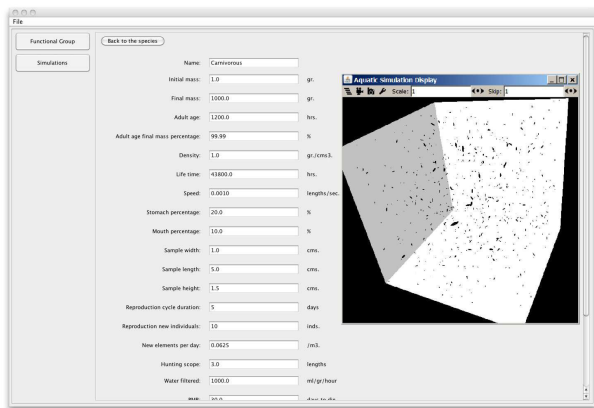 File
Functional Group
Simulations
Back to the species
Name: Carnivorous
Initial mass: 1.0 gr.
Final mass: 1000.0 gr.
Adult age: 1200.0 hrs.
Adult age final mass percentage: 99.99 %
Density: 1.0 gr./cms3.
Life time: 43800.0 hrs.
Speed: 0.0010 lengths/sec.
Stomach percentage: 20.0 %
Mouth percentage: 10.0 %
Sample width: 1.0 cms.
Sample length: 5.0 cms.
Sample height: 1.5 cms.
Reproduction cycle duration: 5 days
Reproduction new individuals: 10 inds.
New elements per day: 0.0625 /m3.
Hunting scope: 3.0 lengths
Water filtered: 1000.0 ml/gr/hour
30.0 days to die
Aquatic Simulation Display
Scale: 1 Skip: 1